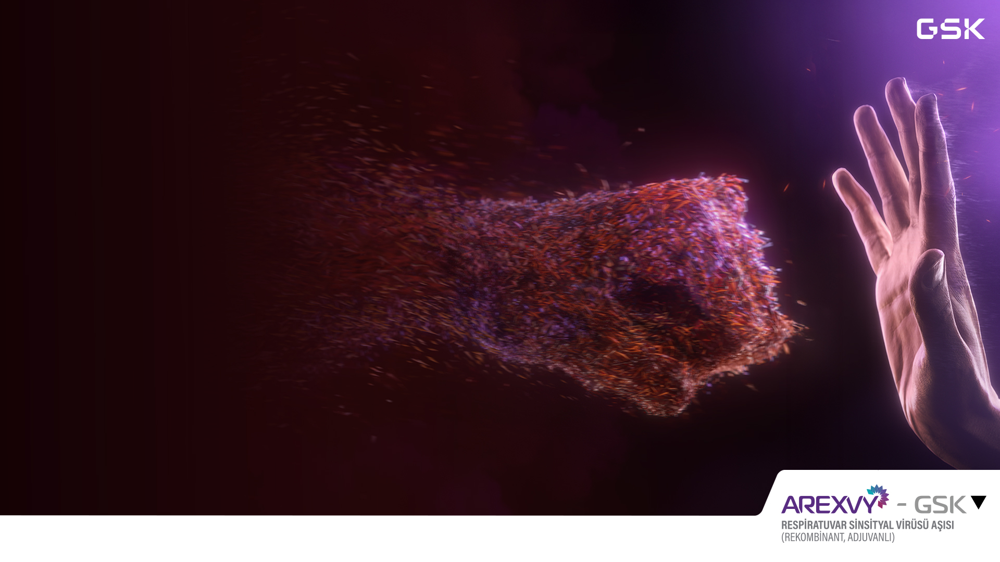 GSK
AREXVY - GSK ▼
RESPİRATUVAR SİNSİTYAL VİRÜSÜ AŞISI
(REKOMBİNANT, ADJUVANLI)